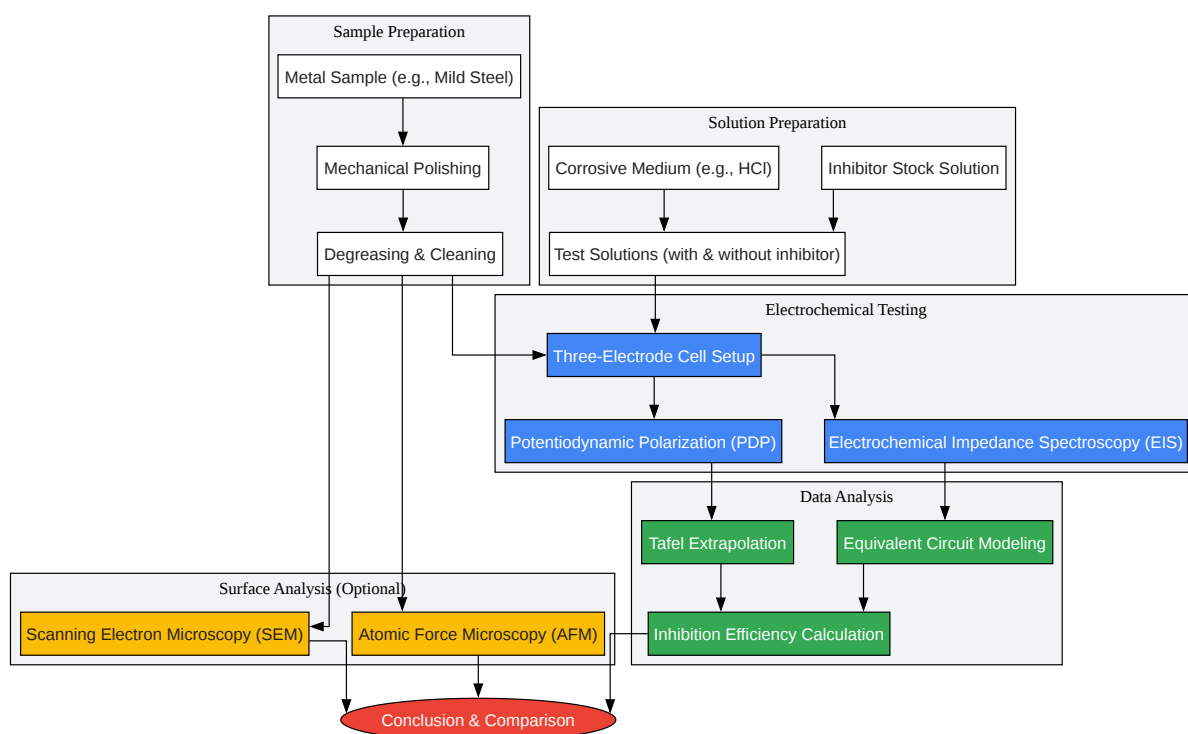 Sample Preparation
Metal Sample (e.g., Mild Steel)
Mechanical Polishing
Degreasing & Cleaning
Solution Preparation
Corrosive Medium (e.g., HCl)
Inhibitor Stock Solution
Test Solutions (with & without inhibitor)
Electrochemical Testing
Three-Electrode Cell Setup
Potentiodynamic Polarization (PDP)
Electrochemical Impedance Spectroscopy (EIS)
Data Analysis
Tafel Extrapolation
Equivalent Circuit Modeling
Inhibition Efficiency Calculation
Surface Analysis (Optional)
Scanning Electron Microscopy (SEM)
Atomic Force Microscopy (AFM)
Conclusion & Comparison